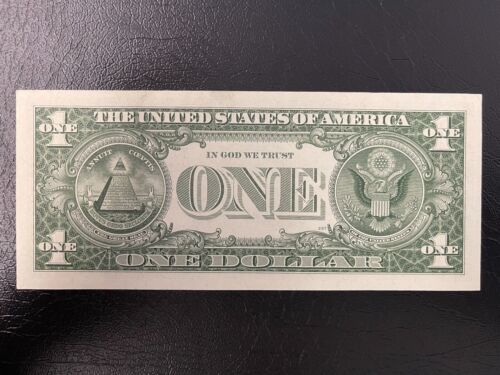 THE UNITED STATES OF AMERICA
1 ONE
1 ONE
ANNUIT CŒPTIS
IN GOD WE TRUST
ONE
1 ONE
1 ONE
ONE DOLLAR